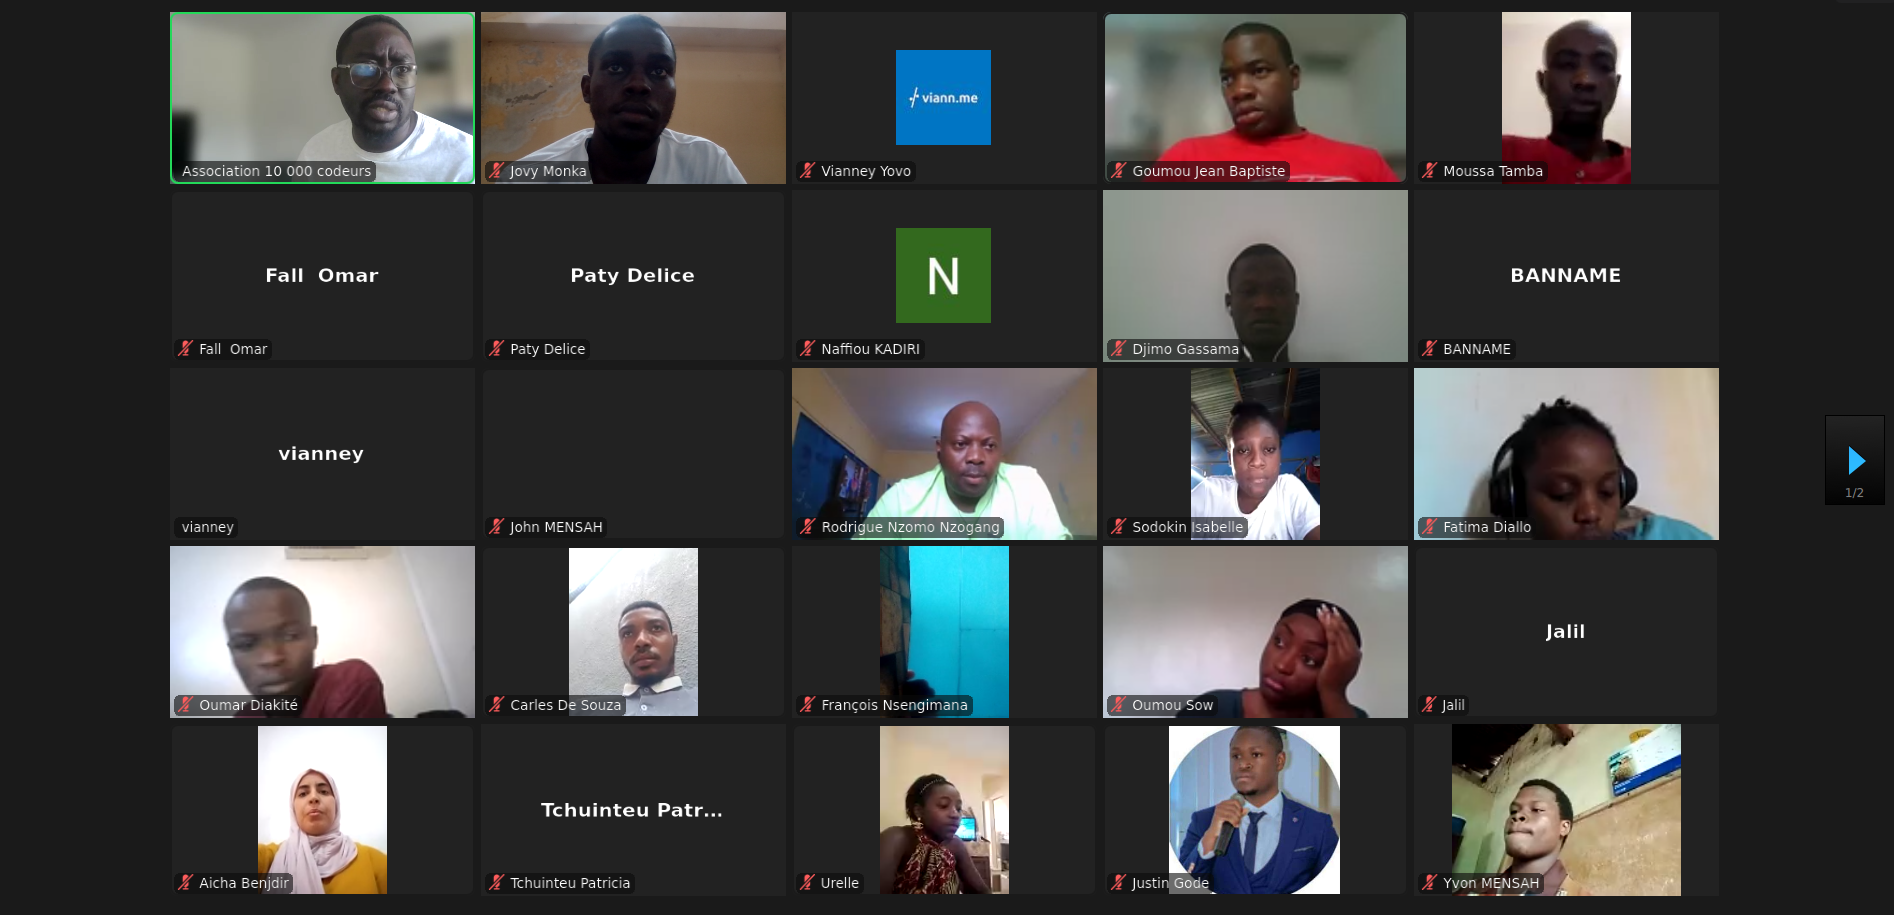 Association 10 000 codeurs
Jovy Monka
viann.me
Vianney Yovo
Goumou Jean Baptiste
Moussa Tamba
Fall  Omar
Fall  Omar
Paty Delice
Paty Delice
N
Naffiou KADIRI
Djimo Gassama
BANNAME
BANNAME
vianney
vianney
John MENSAH
Rodrigue Nzomo Nzogang
Sodokin Isabelle
Fatima Diallo
1/2
Oumar Diakité
Carles De Souza
François Nsengimana
Oumou Sow
Jalil
Jalil
Aicha Benjdir
Tchuinteu Patr...
Tchuinteu Patricia
Urelle
Justin Gode
Yvon MENSAH